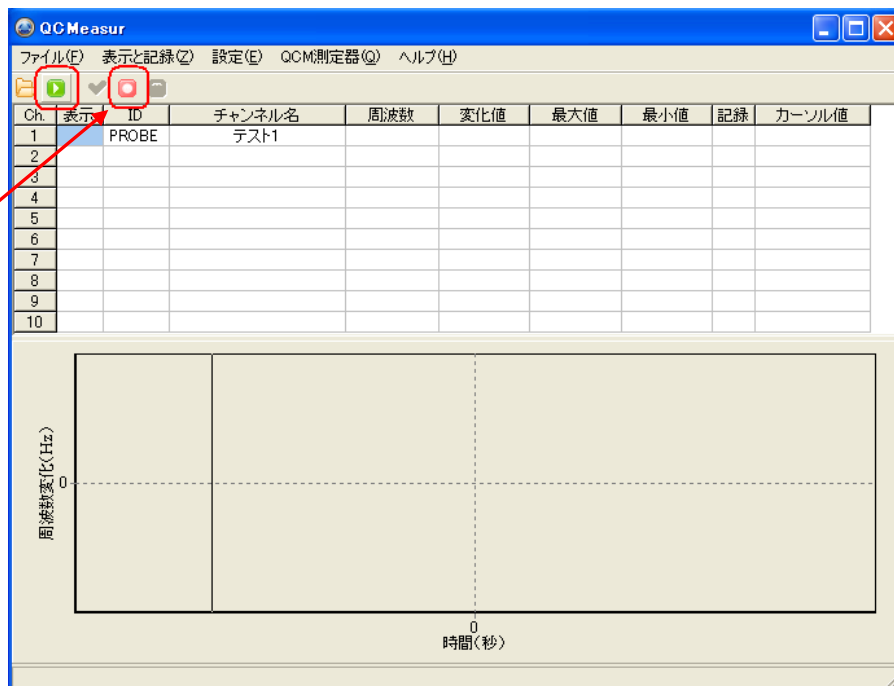 QCMeasur
ファイル(F) 表示と記録(Z) 設定(E) QCM測定器(Q) ヘルプ(H)
Ch. 表示 ID チャンネル名 周波数 変化値 最大値 最小値 記録 カーソル値
1 PROBE テスト1
2
3
4
5
6
7
8
9
10
周波数変化(Hz)
0
0
時間(秒)